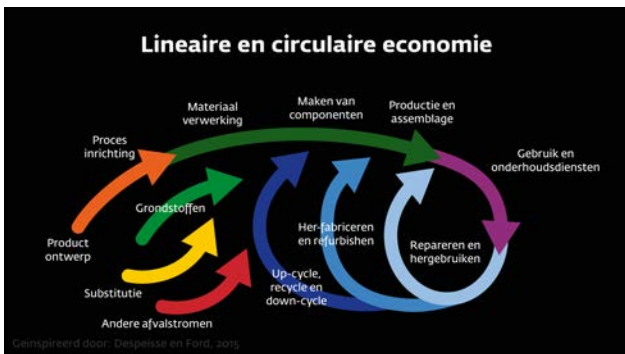 Lineaire en circulaire economie
Materiaal
verwerking
Maken van
componenten
Productie en
assemblage
Proces
inrichting
Gebruik en
onderhoudsdiensten
Grondstoffen
Product
ontwerp
Her-fabriceren
en refurbishen
Repareren en
hergebruiken
Substitutie
Up-cycle,
recycle en
down-cycle
Andere afvalstromen
Geïnspireerd door: Despeisse en Ford, 2015